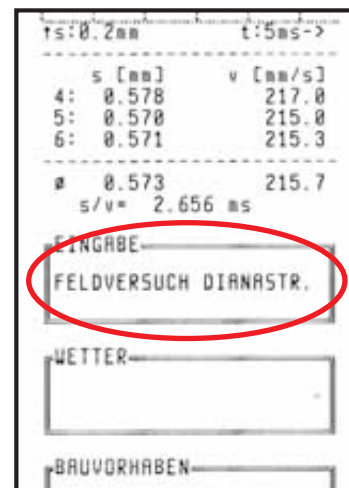 ↑s:0.2mm t:5ms->
s [mm] v [mm/s]
4: 0.578 217.0
5: 0.570 215.0
6: 0.571 215.3
ø 0.573 215.7
s/v= 2.656 ms
EINGABE
FELDVERSUCH DIANASTR.
WETTER
BAUVORHABEN